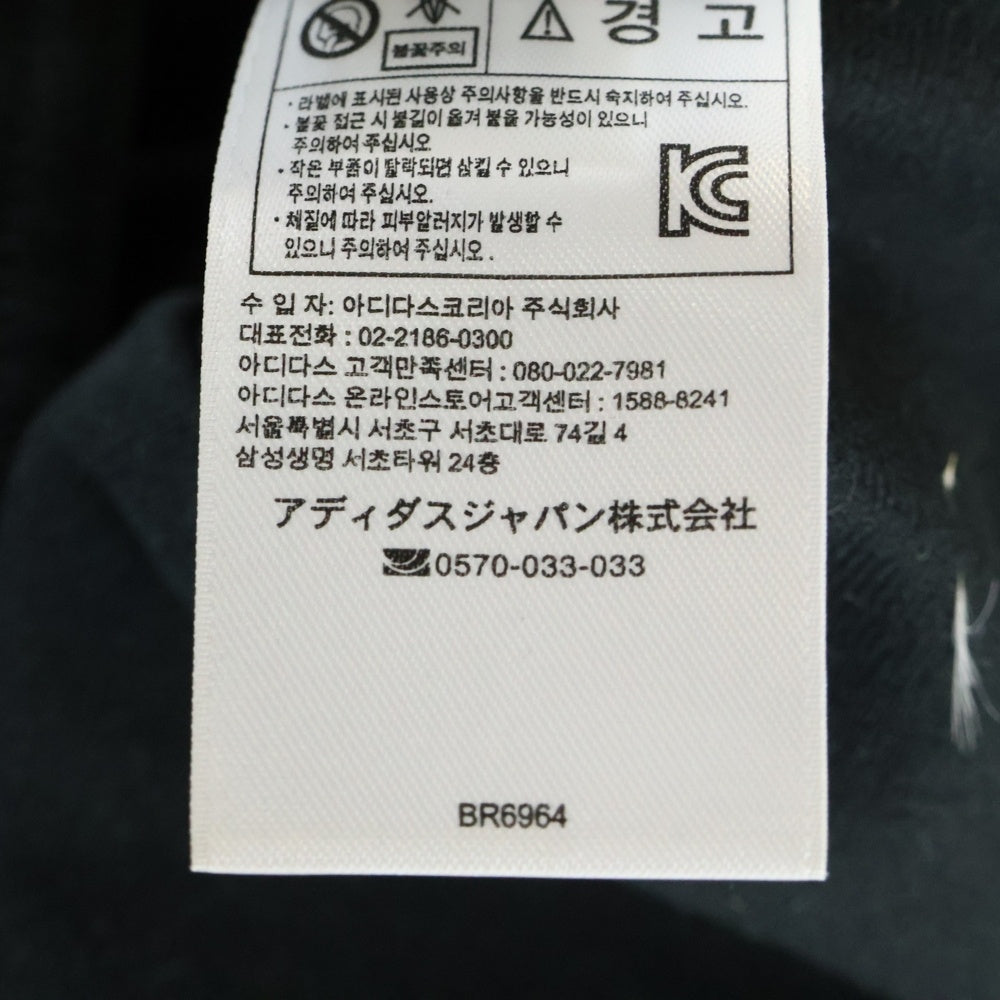 경 고
불꽃주의
· 라벨에 표시된 사용상 주의사항을 반드시 숙지하여 주십시오.
· 불꽃 접근 시 불길이 옮겨 붙을 가능성이 있으니
주의하여 주십시오
· 작은 부품이 탈락되면 삼킬 수 있으니
주의하여 주십시오.
· 체질에 따라 피부알러지가 발생할 수
있으니 주의하여 주십시오 .
KC
수 입 자: 아디다스코리아 주식회사
대표전화 : 02-2186-0300
아디다스 고객만족센터 : 080-022-7981
아디다스 온라인스토어고객센터 : 1588-8241
서울특별시 서초구 서초대로 74길 4
삼성생명 서초타워 24층
アディダスジャパン株式会社
0570-033-033
BR6964